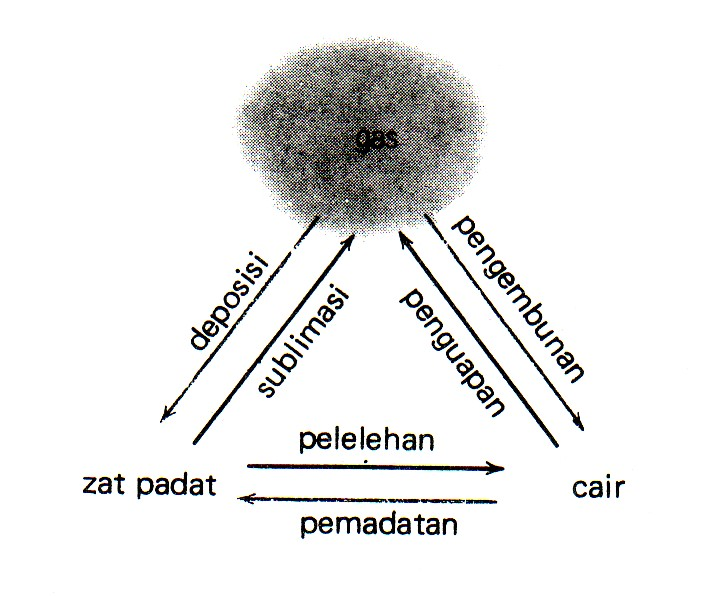 gas
deposisi
sublimasi
penguapan
pengembunan
pelelehan
zat padat
cair
pemadatan